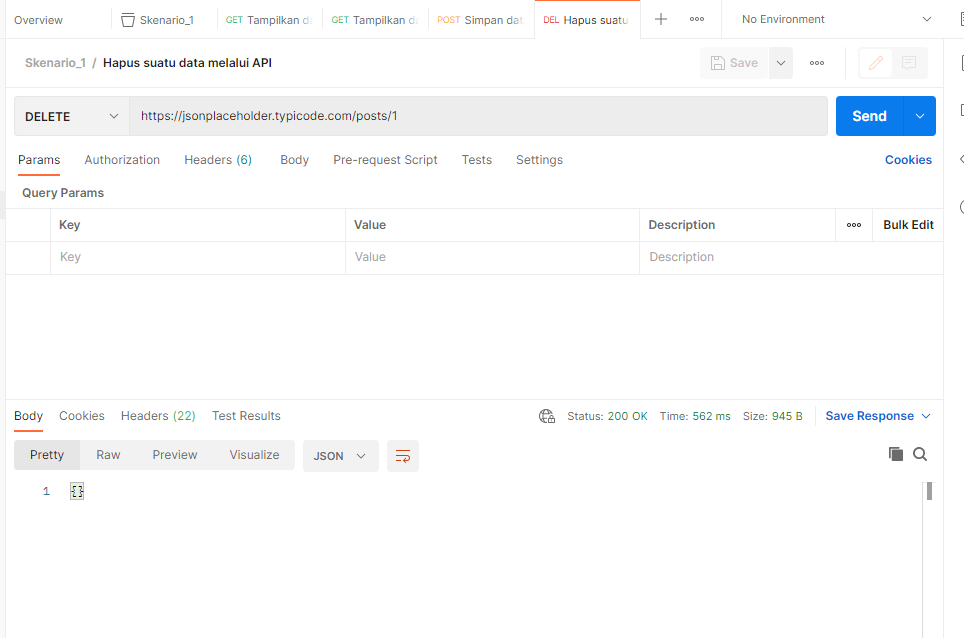 Overview Skenario_1 GET Tampilkan da GET Tampilkan da POST Simpan dat DEL Hapus suatu No Environment
Skenario_1 / Hapus suatu data melalui API Save
DELETE https://jsonplaceholder.typicode.com/posts/1 Send
Params Authorization Headers (6) Body Pre-request Script Tests Settings Cookies
Query Params
Key Value Description Bulk Edit
Key Value Description
Body Cookies Headers (22) Test Results Status: 200 OK Time: 562 ms Size: 945 B Save Response
Pretty Raw Preview Visualize JSON
1 {}